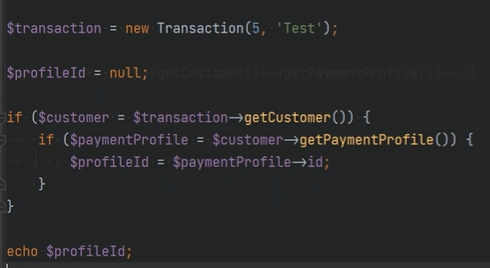 $transaction = new Transaction(5, 'Test');
$profileId = null;
if ($customer = $transaction->getCustomer()) {
if ($paymentProfile = $customer->getPaymentProfile()) {
$profileId = $paymentProfile->id;
}
}
echo $profileId;